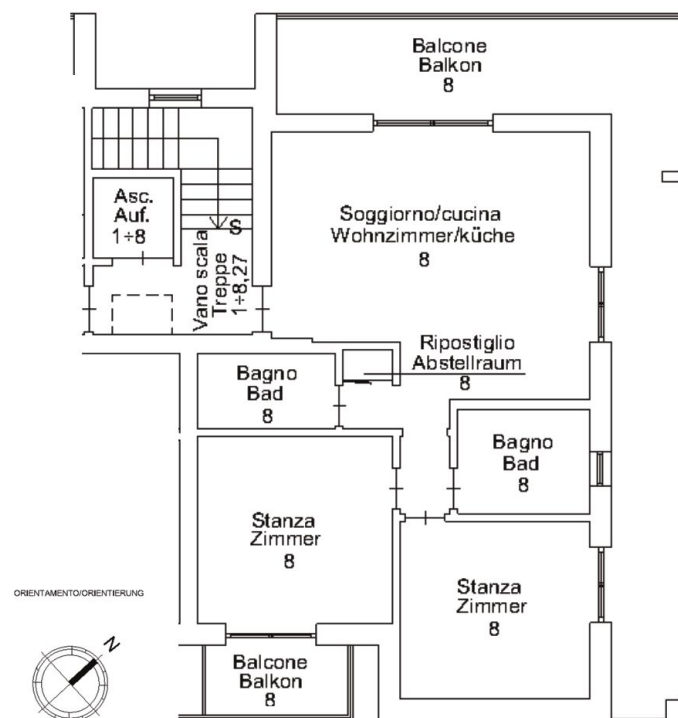 Balcone
Balkon
8
Asc.
Auf.
1÷8
S
Vano scala
Treppe
1÷8,27
Soggiorno/cucina
Wohnzimmer/küche
8
Ripostiglio
Abstellraum
8
Bagno
Bad
8
Bagno
Bad
8
Stanza
Zimmer
8
Stanza
Zimmer
8
ORIENTAMENTO/ORIENTIERUNG
N
Balcone
Balkon
8